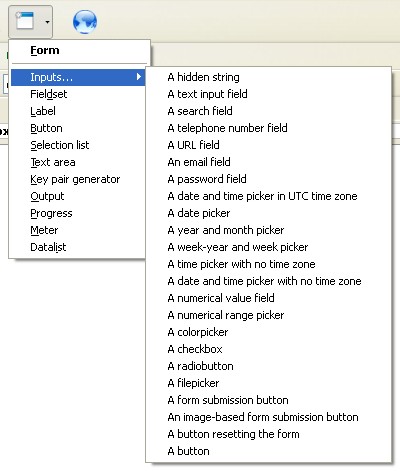 Form
Inputs...
Fieldset
Label
Button
Selection list
Text area
Key pair generator
Output
Progress
Meter
Datalist
A hidden string
A text input field
A search field
A telephone number field
A URL field
An email field
A password field
A date and time picker in UTC time zone
A date picker
A year and month picker
A week-year and week picker
A time picker with no time zone
A date and time picker with no time zone
A numerical value field
A numerical range picker
A colorpicker
A checkbox
A radiobutton
A filepicker
A form submission button
An image-based form submission button
A button resetting the form
A button